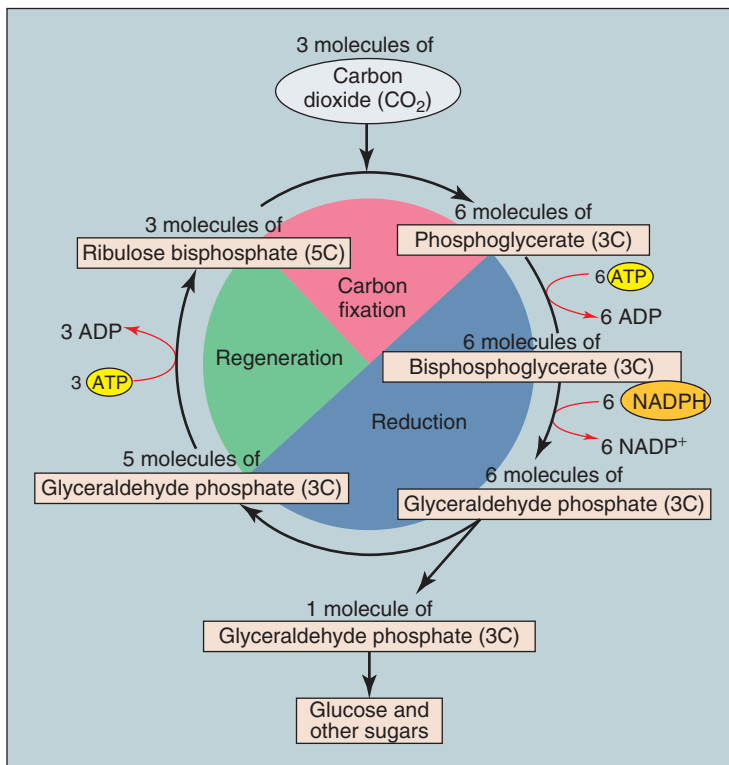 3 molecules of
Carbon
dioxide (CO₂)
3 molecules of
Ribulose bisphosphate (5C)
6 molecules of
Phosphoglycerate (3C)
Carbon
fixation
6 ATP
6 ADP
3 ADP
3 ATP
Regeneration
6 molecules of
Bisphosphoglycerate (3C)
Reduction
6 NADPH
6 NADP⁺
5 molecules of
Glyceraldehyde phosphate (3C)
6 molecules of
Glyceraldehyde phosphate (3C)
1 molecule of
Glyceraldehyde phosphate (3C)
Glucose and
other sugars